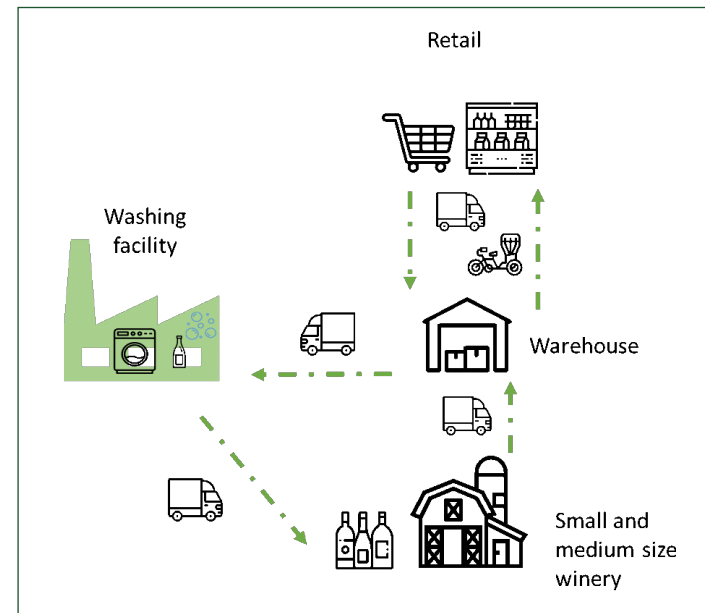 Retail
Washing
facility
Warehouse
Small and
medium size
winery